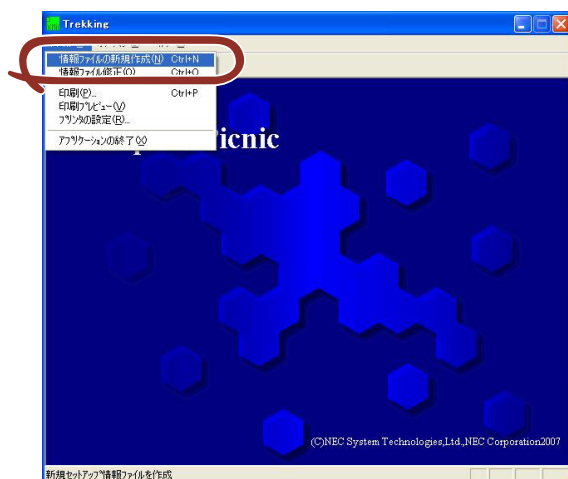 Trekking
情報ファイルの新規作成(N) Ctrl+N
情報ファイル修正(O) Ctrl+O
印刷(P)... Ctrl+P
印刷プレビュー(V)
プリンタの設定(R)...
アプリケーションの終了(X)
icnic
(C)NEC System Technologies,Ltd.,NEC Corporation2007
新規セットアップ情報ファイルを作成